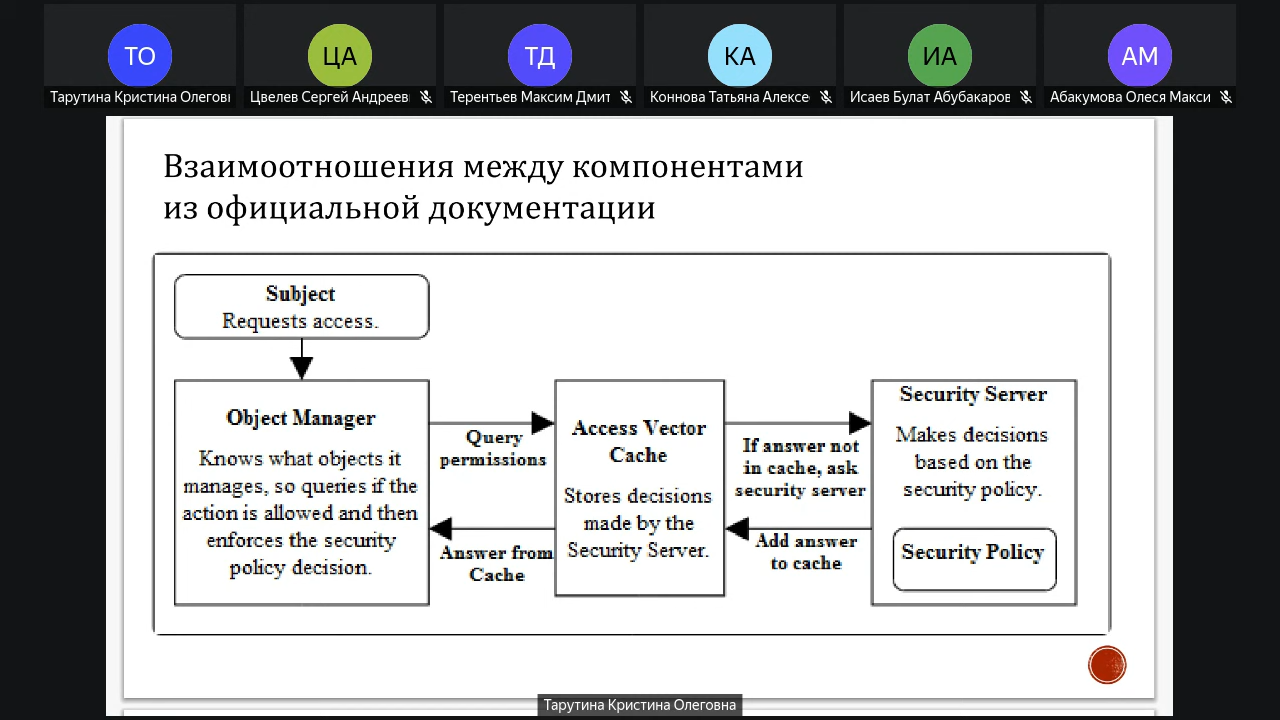 ТО
ЦА
ТД
КА
ИА
АМ
Тарутина Кристина Олегов
Цвелев Сергей Андреев
Терентьев Максим Дмит
Коннова Татьяна Алексе
Исаев Булат Абубакаров
Абакумова Олеся Макси
Взаимоотношения между компонентами
из официальной документации
Subject
Requests access.
Object Manager
Knows what objects it
manages, so queries if the
action is allowed and then
enforces the security
policy decision.
Query
permissions
Answer from
Cache
Access Vector
Cache
Stores decisions
made by the
Security Server.
If answer not
in cache, ask
security server
Add answer
to cache
Security Server
Makes decisions
based on the
security policy.
Security Policy
Тарутина Кристина Олеговна